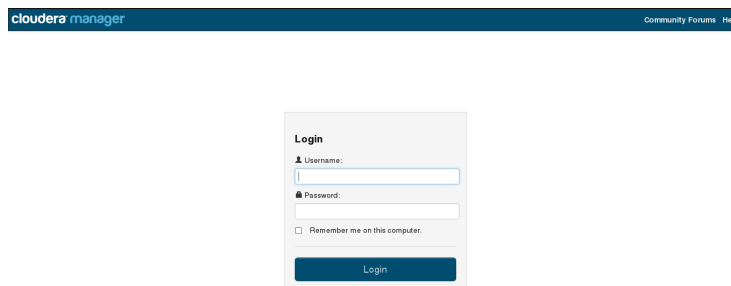 cloudera manager
Community Forums
Login
Username:
Password:
Remember me on this computer.
Login